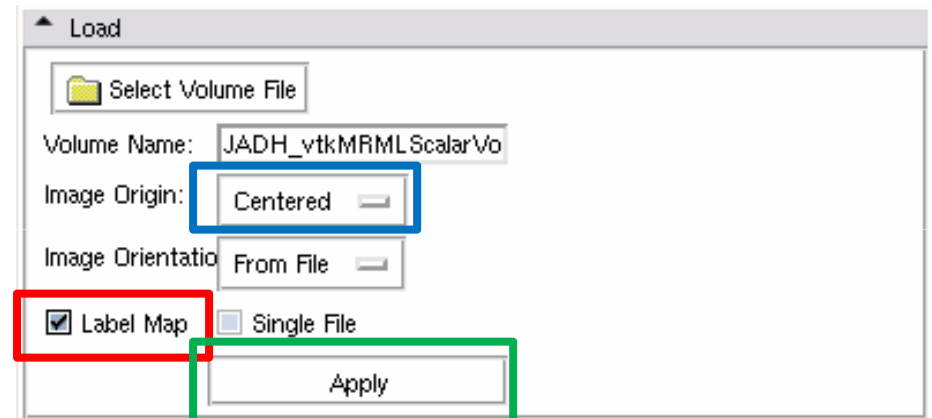 Load
Select Volume File
Volume Name: JADH_vtkMRMLScalarVo
Image Origin: Centered
Image Orientatio From File
Label Map Single File
Apply